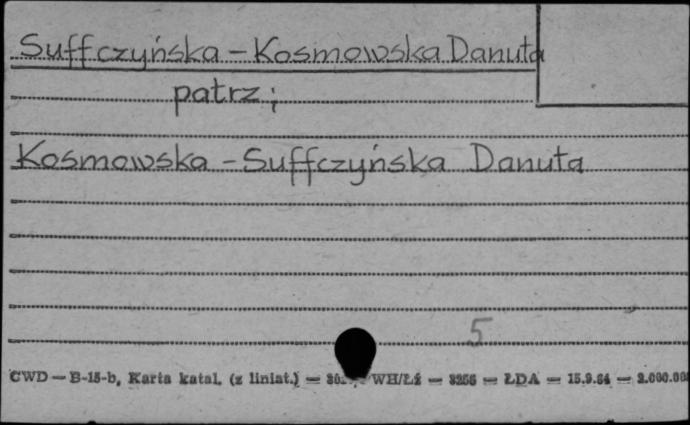 Suffczyńska - Kosmowska Danuta
patrz;
Kosmowska - Suffczyńska Danuta
5
CWD — B-15-b, Karta katal. (z liniat.) — WH/Łź — 3256 — ŁDA — 15.9.64 —